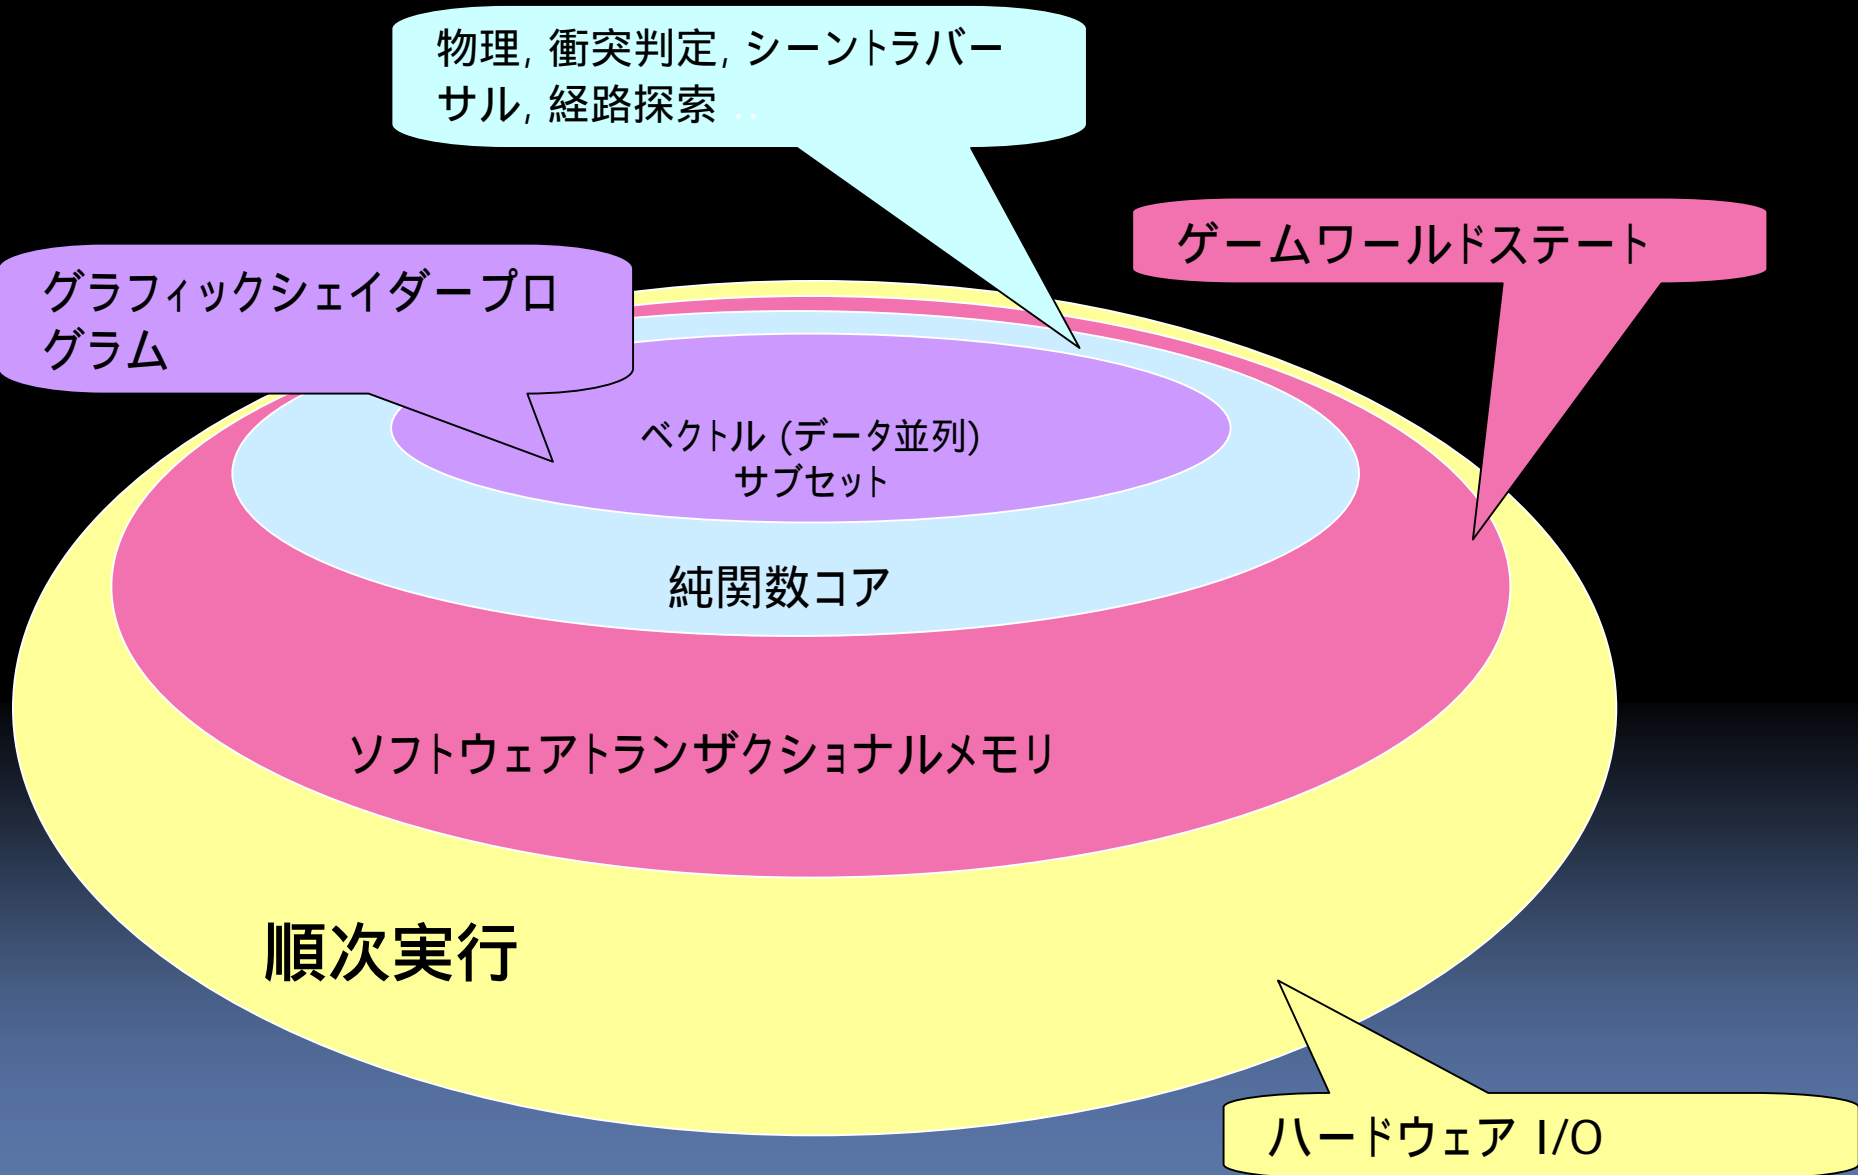 物理, 衝突判定, シーントラバー
サル, 経路探索 ..
ゲームワールドステート
グラフィックシェイダープロ
グラム
ベクトル (データ並列)
サブセット
純関数コア
ソフトウェアトランザクショナルメモリ
順次実行
ハードウェア I/O